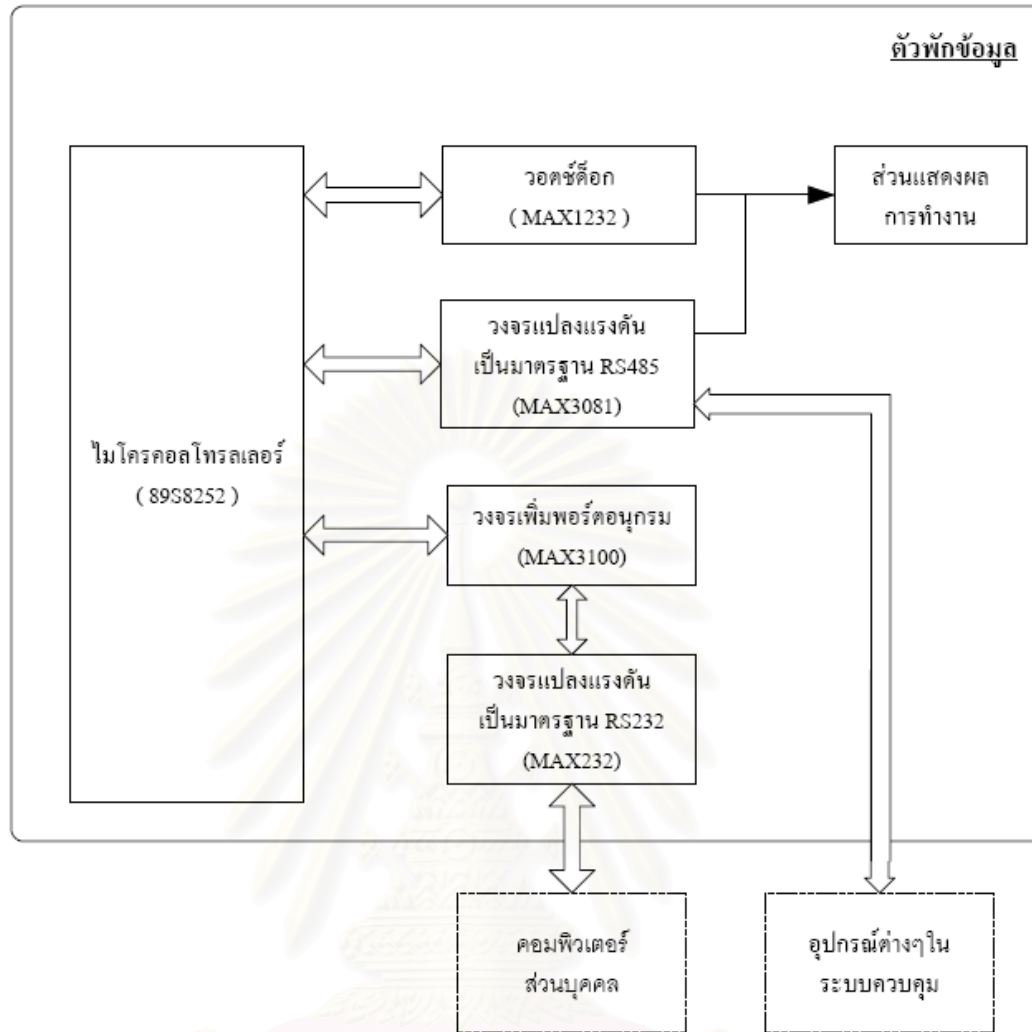 ตัวพักข้อมูล
วอตช์ด็อก
( MAX1232 )
ส่วนแสดงผล
การทำงาน
วงจรแปลงแรงดัน
เป็นมาตรฐาน RS485
(MAX3081)
ไมโครคอลโทรลเลอร์
( 89S8252 )
วงจรเพิ่มพอร์ตอนุกรม
(MAX3100)
วงจรแปลงแรงดัน
เป็นมาตรฐาน RS232
(MAX232)
คอมพิวเตอร์
ส่วนบุคคล
อุปกรณ์ต่างๆใน
ระบบควบคุม